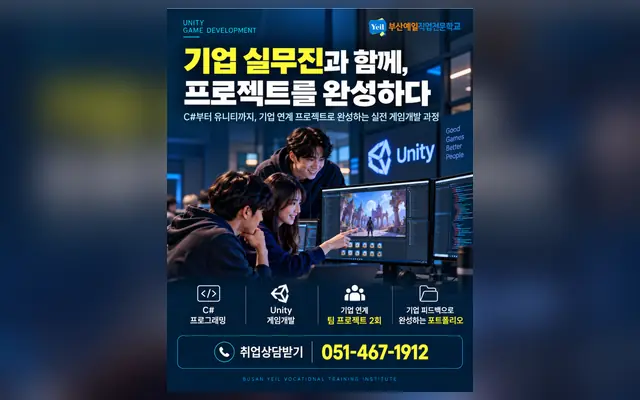 UNITY
GAME DEVELOPMENT
Yeil 부산예일직업전문학교
기업 실무진과 함께,
프로젝트를 완성하다
C#부터 유니티까지, 기업 연계 프로젝트로 완성하는 실전 게임개발 과정
Unity
Good
Games
Better
People
C#
프로그래밍
Unity
게임개발
기업 연계
팀 프로젝트 2회
기업 피드백으로
완성하는 포트폴리오
취업상담받기
051-467-1912
BUSAN YEIL VOCATIONAL TRAINING INSTITUTE